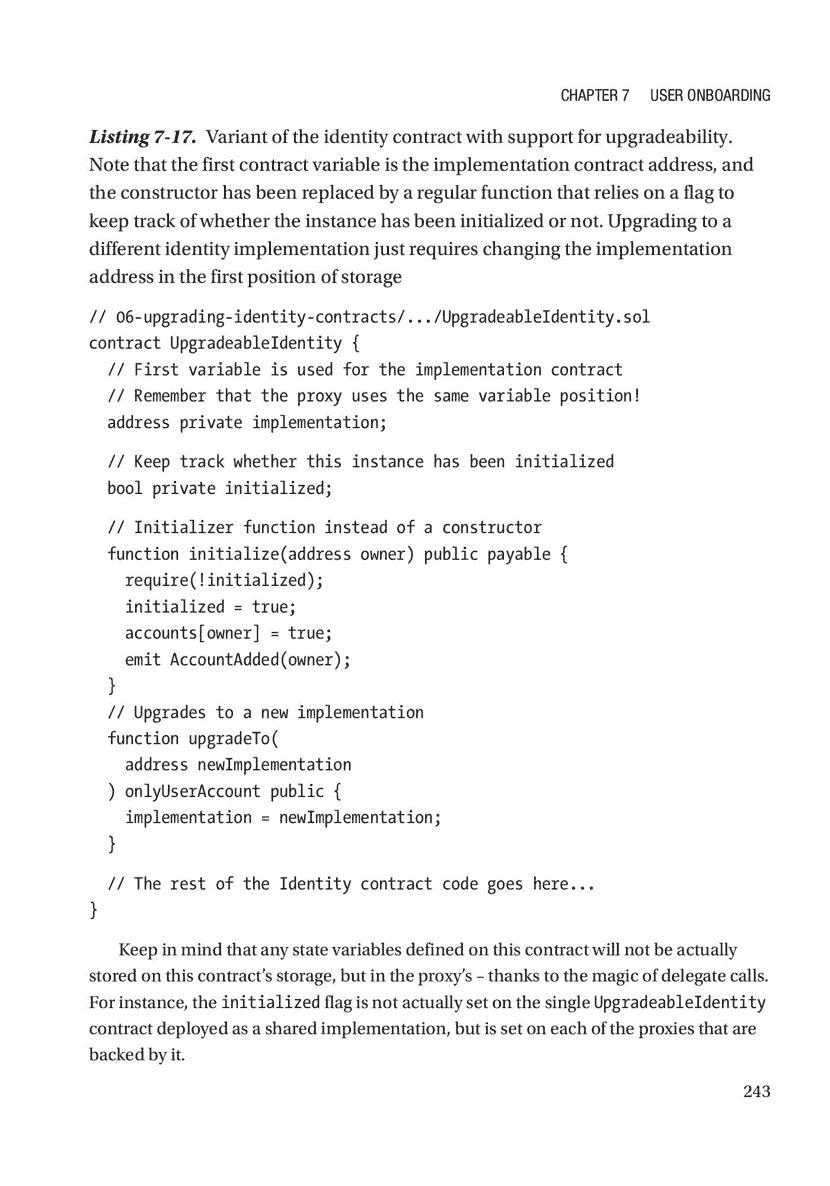 CHAPTER 7 USER ONBOARDING
Listing 7-17. Variant of the identity contract with support for upgradeability.
Note that the first contract variable is the implementation contract address, and
the constructor has been replaced by a regular function that relies on a flag to
keep track of whether the instance has been initialized or not. Upgrading to a
different identity implementation just requires changing the implementation
address in the first position of storage
// 06-upgrading-identity-contracts/.../UpgradeableIdentity.sol
contract UpgradeableIdentity {
  // First variable is used for the implementation contract
  // Remember that the proxy uses the same variable position!
  address private implementation;
  // Keep track whether this instance has been initialized
  bool private initialized;
  // Initializer function instead of a constructor
  function initialize(address owner) public payable {
    require(!initialized);
    initialized = true;
    accounts[owner] = true;
    emit AccountAdded(owner);
  }
  // Upgrades to a new implementation
  function upgradeTo(
    address newImplementation
  ) onlyUserAccount public {
    implementation = newImplementation;
  }
  // The rest of the Identity contract code goes here...
}
Keep in mind that any state variables defined on this contract will not be actually
stored on this contract's storage, but in the proxy's – thanks to the magic of delegate calls.
For instance, the initialized flag is not actually set on the single UpgradeableIdentity
contract deployed as a shared implementation, but is set on each of the proxies that are
backed by it.
243